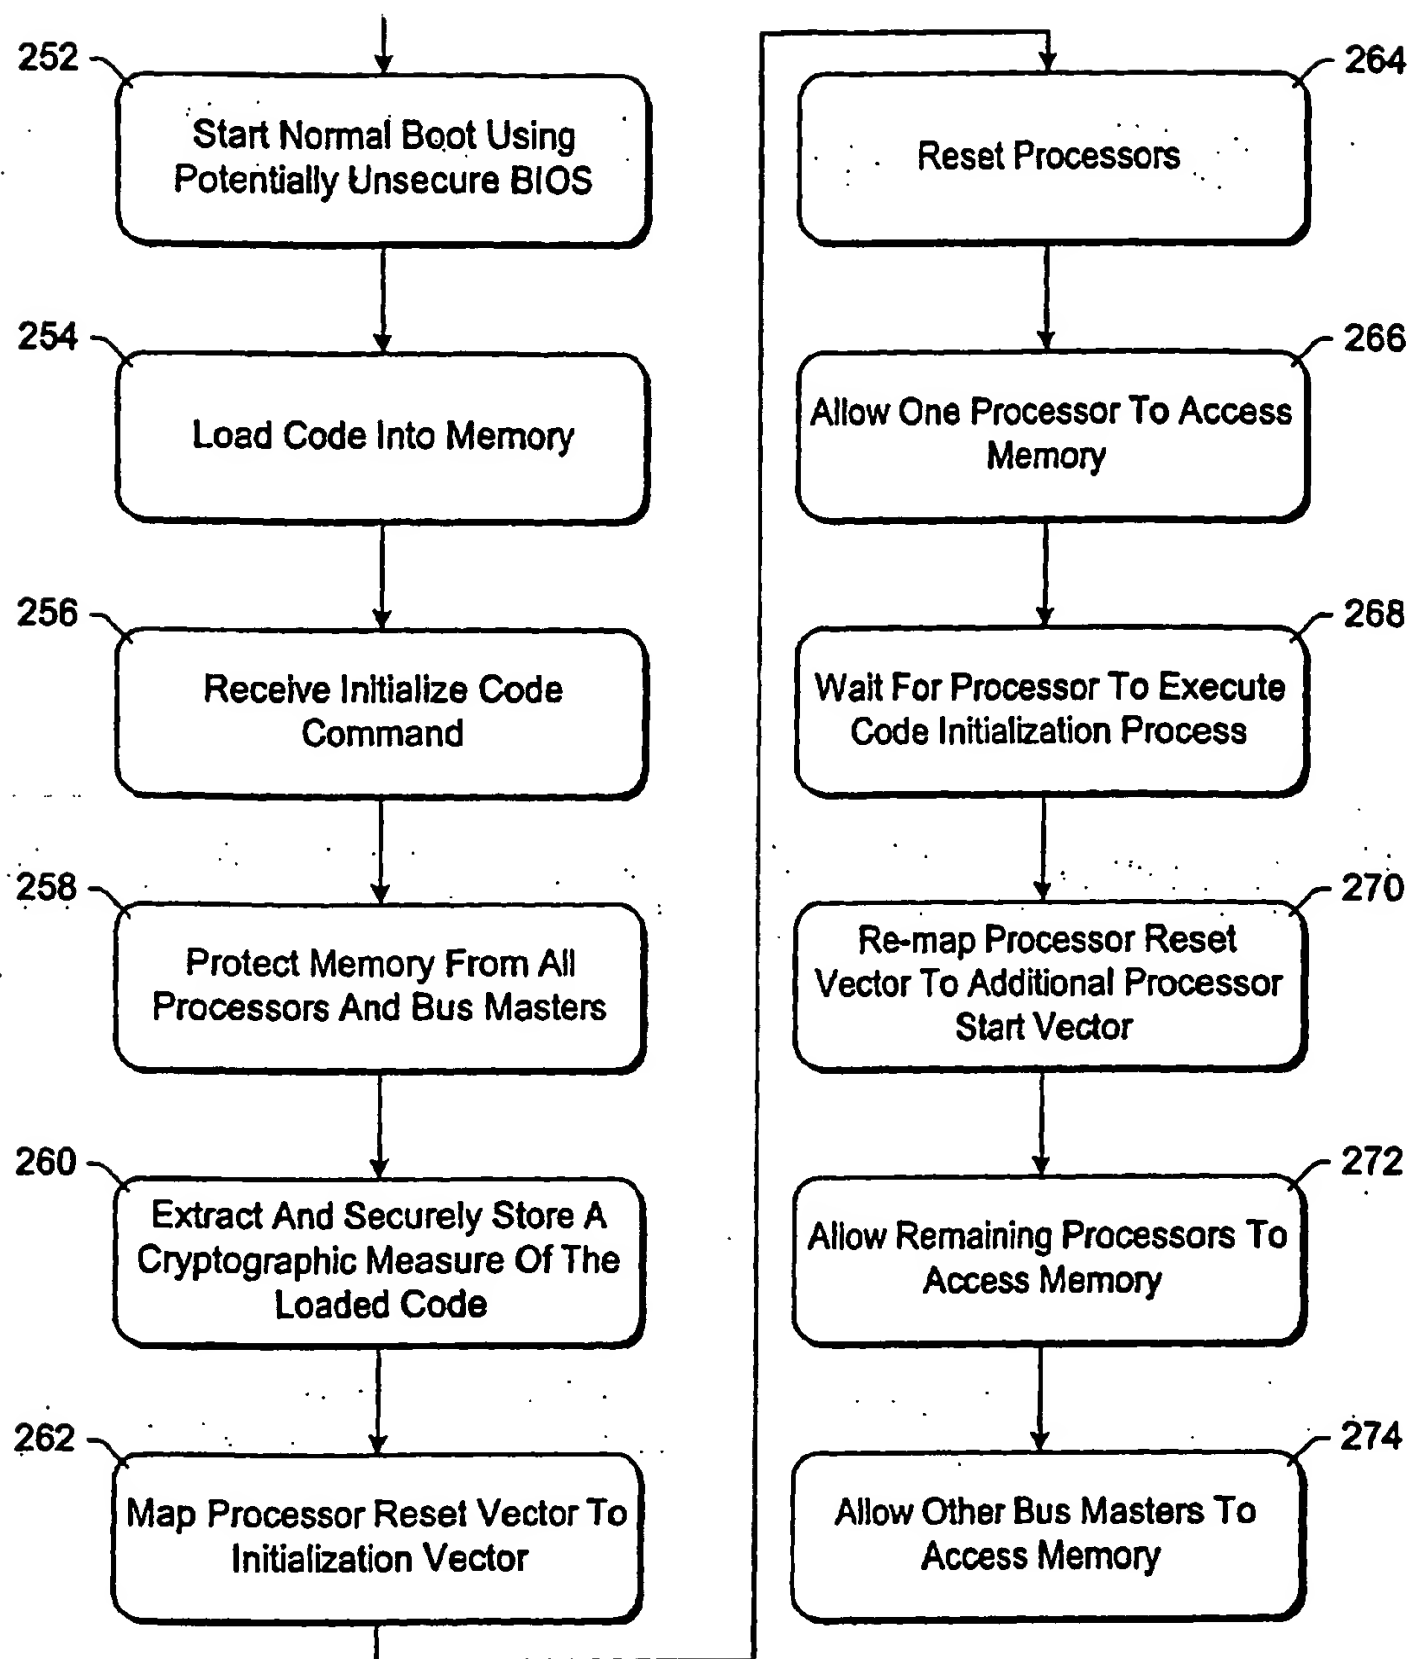 252
Start Normal Boot Using
Potentially Unsecure BIOS
254
Load Code Into Memory
256
Receive Initialize Code
Command
258
Protect Memory From All
Processors And Bus Masters
260
Extract And Securely Store A
Cryptographic Measure Of The
Loaded Code
262
Map Processor Reset Vector To
Initialization Vector
264
Reset Processors
266
Allow One Processor To Access
Memory
268
Wait For Processor To Execute
Code Initialization Process
270
Re-map Processor Reset
Vector To Additional Processor
Start Vector
272
Allow Remaining Processors To
Access Memory
274
Allow Other Bus Masters To
Access Memory